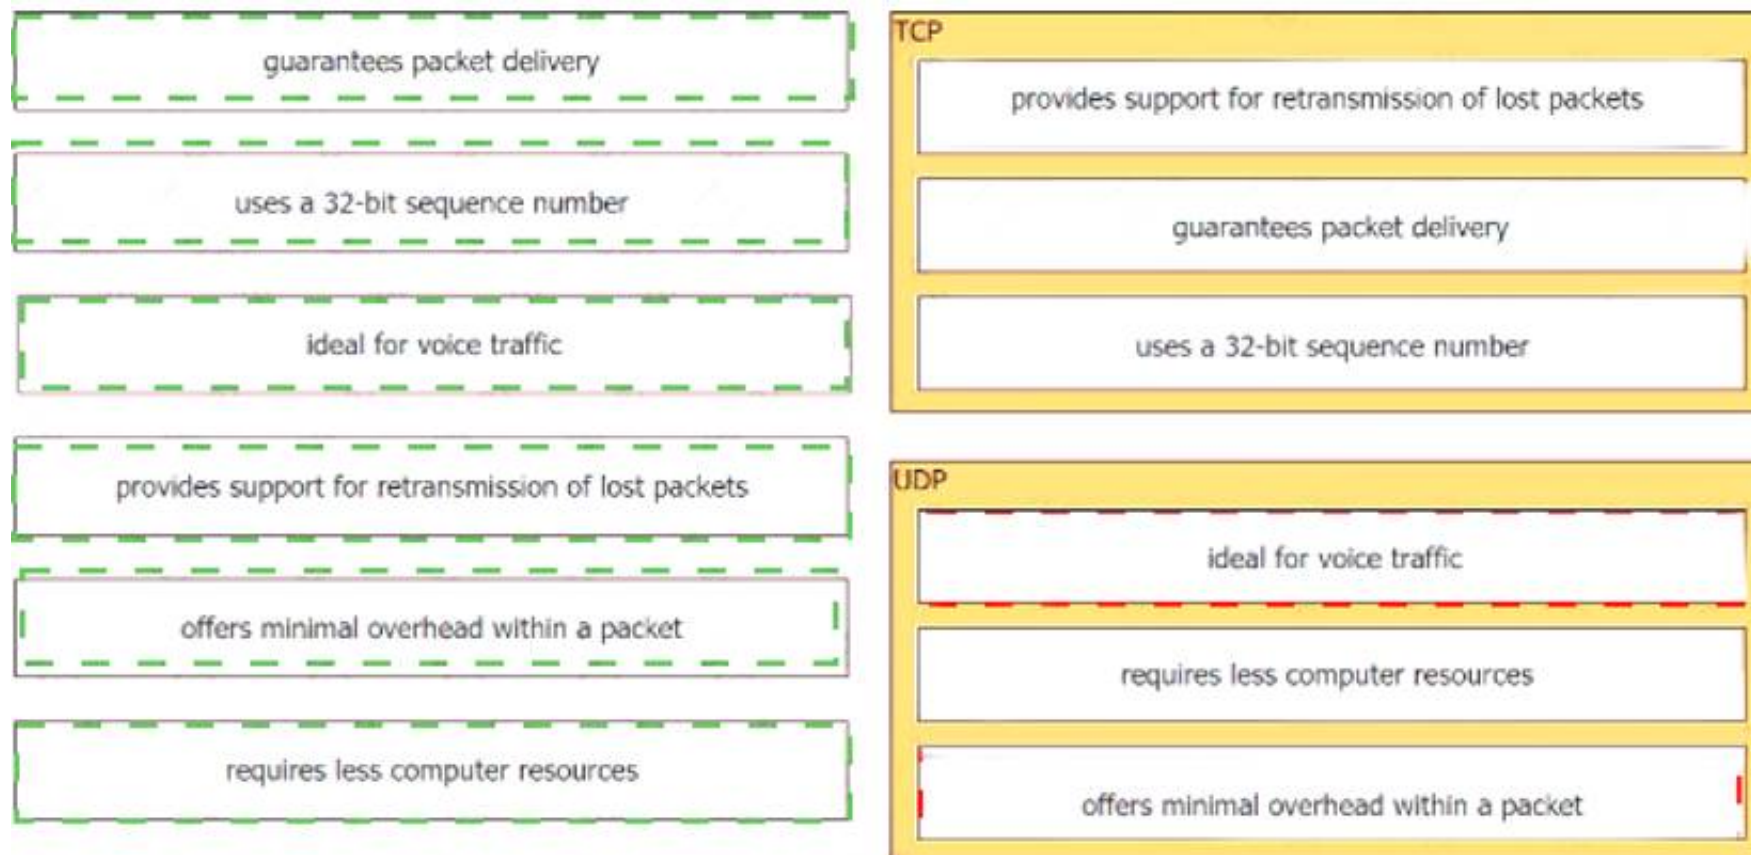 guarantees packet delivery
uses a 32-bit sequence number
ideal for voice traffic
provides support for retransmission of lost packets
offers minimal overhead within a packet
requires less computer resources
TCP
provides support for retransmission of lost packets
guarantees packet delivery
uses a 32-bit sequence number
UDP
ideal for voice traffic
requires less computer resources
offers minimal overhead within a packet